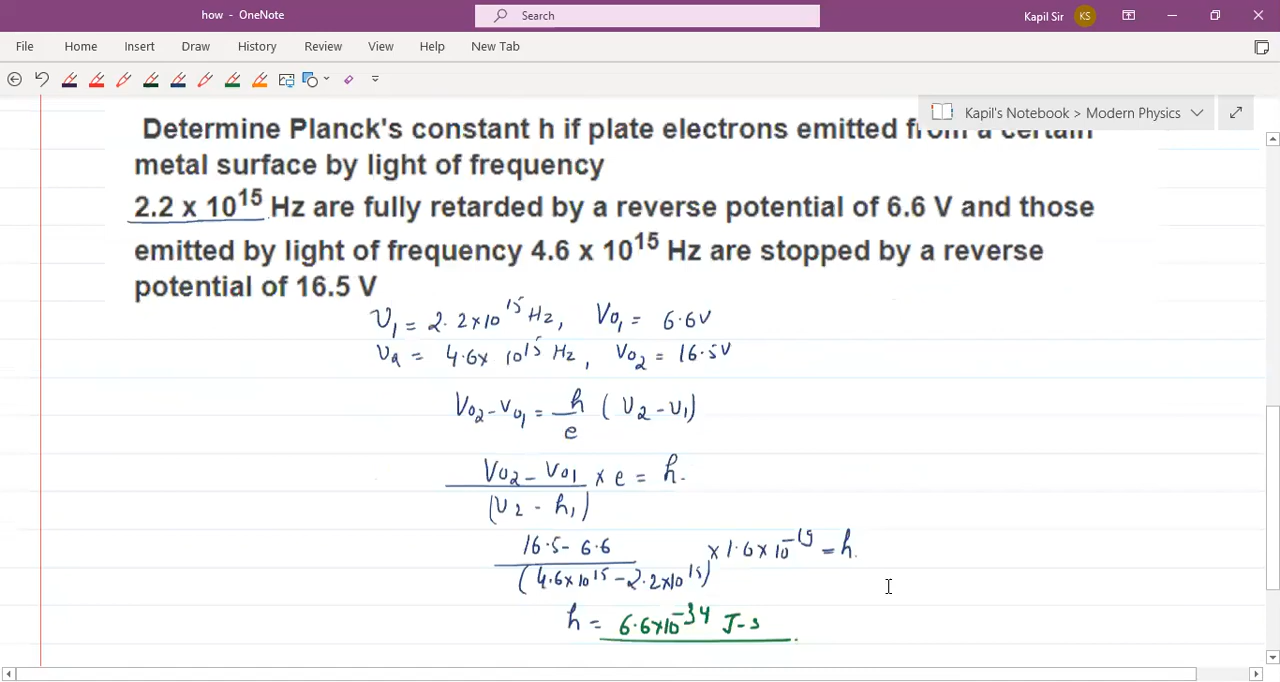 how - OneNote
Search
Kapil Sir KS
File Home Insert Draw History Review View Help New Tab
Kapil's Notebook > Modern Physics
Determine Planck's constant h if plate electrons emitted from a certain
metal surface by light of frequency
2.2 x 10^15 Hz are fully retarded by a reverse potential of 6.6 V and those
emitted by light of frequency 4.6 x 10^15 Hz are stopped by a reverse
potential of 16.5 V
υ₁ = 2.2×10^15 Hz, V₀₁ = 6.6V
υ₂ = 4.6× 10^15 Hz, V₀₂ = 16.5V
V₀₂ - V₀₁ = h/e (υ₂ - υ₁)
V₀₂ - V₀₁ / (υ₂ - h₁) × e = h.
16.5 - 6.6 / (4.6×10^15 - 2.2×10^15) × 1.6×10^-19 = h.
h = 6.6×10^-34 J-s